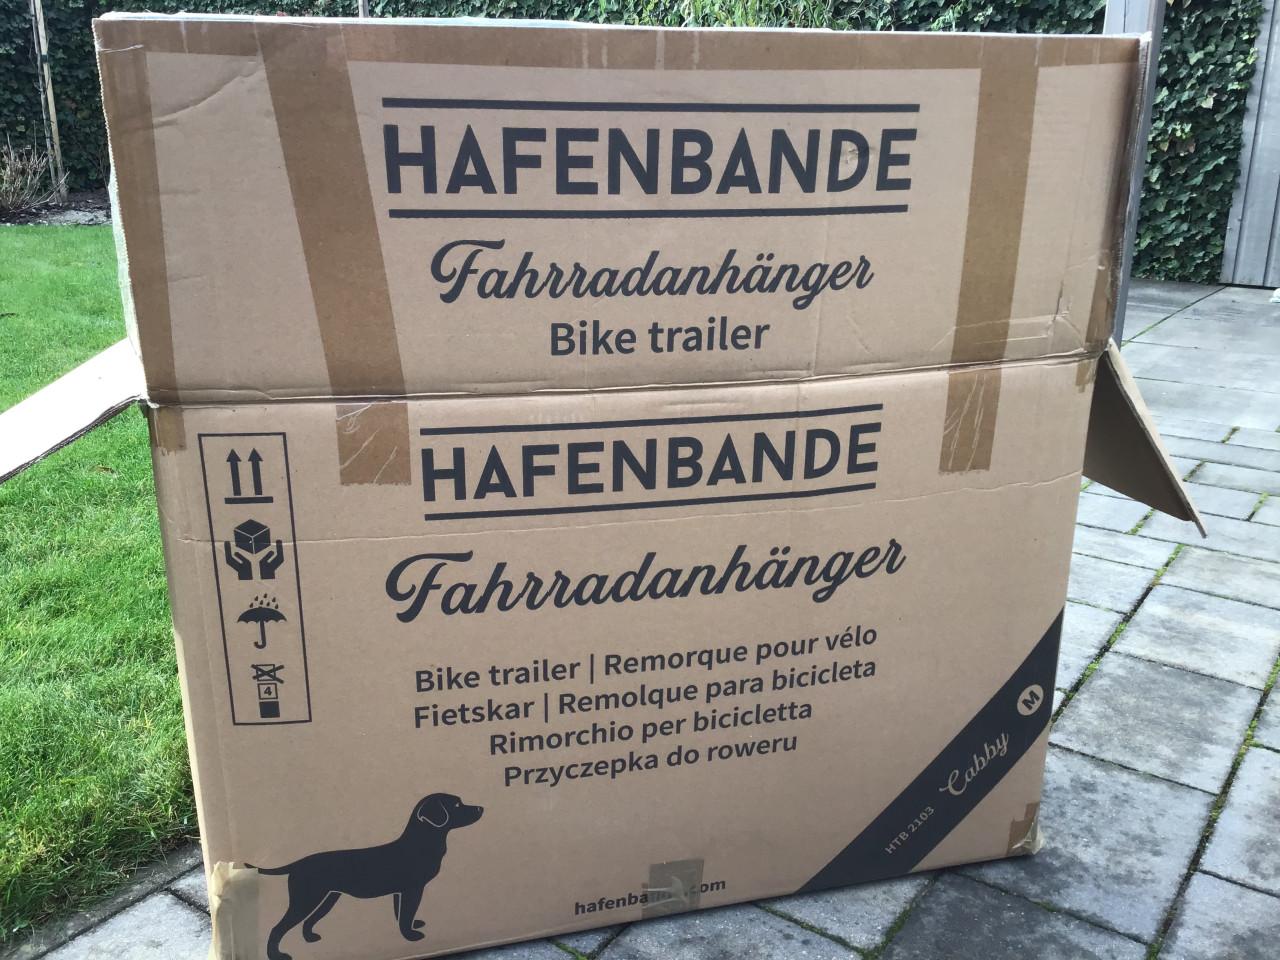 HAFENBANDE
Fahrradanhänger
Bike trailer
HAFENBANDE
Fahrradanhänger
Bike trailer | Remorque pour vélo
Fietskar | Remolque para bicicleta
Rimorchio per bicicletta
Przyczepka do roweru
4
M
HTB 2103 Cabby